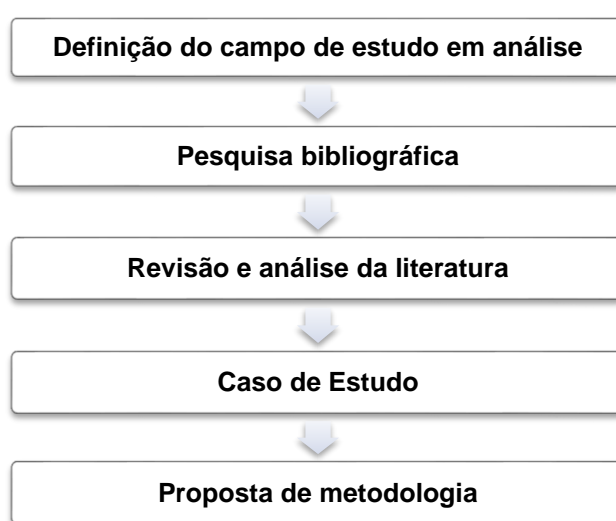 Definição do campo de estudo em análise
Pesquisa bibliográfica
Revisão e análise da literatura
Caso de Estudo
Proposta de metodologia